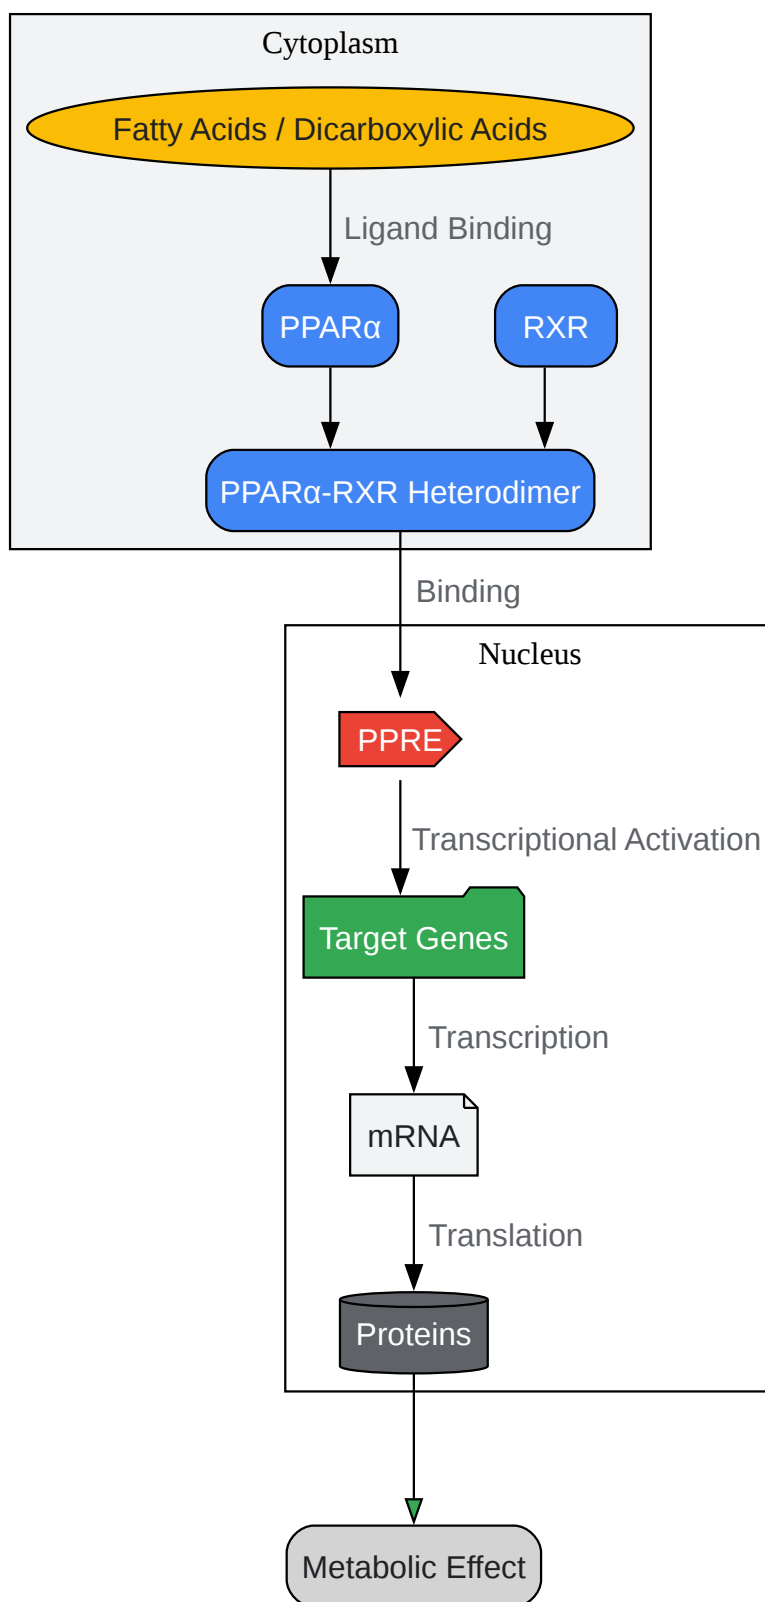 Cytoplasm
Fatty Acids / Dicarboxylic Acids
Ligand Binding
PPARα
RXR
PPARα-RXR Heterodimer
Binding
Nucleus
PPRE
Transcriptional Activation
Target Genes
Transcription
mRNA
Translation
Proteins
Metabolic Effect